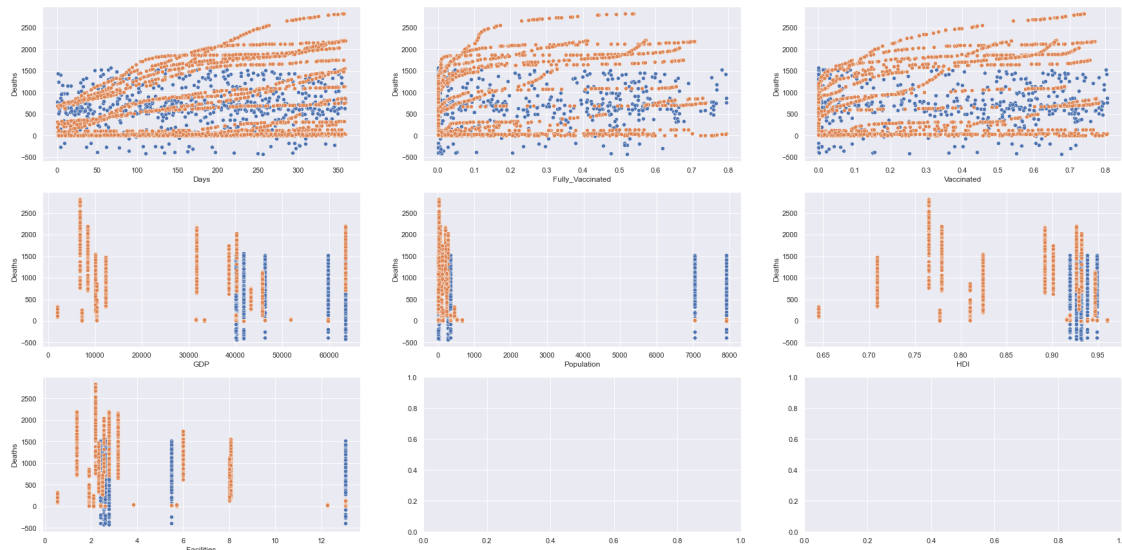 2500
2000
1500
1000
500
0
−500
Deaths
0 50 100 150 200 250 300 350
Days
2500
2000
1500
1000
500
0
−500
Deaths
0.0 0.1 0.2 0.3 0.4 0.5 0.6 0.7 0.8
Fully_Vaccinated
2500
2000
1500
1000
500
0
−500
Deaths
0.0 0.1 0.2 0.3 0.4 0.5 0.6 0.7 0.8
Vaccinated
2500
2000
1500
1000
500
0
−500
Deaths
0 10000 20000 30000 40000 50000 60000
GDP
2500
2000
1500
1000
500
0
−500
Deaths
0 1000 2000 3000 4000 5000 6000 7000 8000
Population
2500
2000
1500
1000
500
0
−500
Deaths
0.65 0.70 0.75 0.80 0.85 0.90 0.95
HDI
2500
2000
1500
1000
500
0
−500
Deaths
0 2 4 6 8 10 12
Facilities
1.0
0.8
0.6
0.4
0.2
0.0
0.0 0.2 0.4 0.6 0.8 1.0
1.0
0.8
0.6
0.4
0.2
0.0
0.0 0.2 0.4 0.6 0.8 1.0